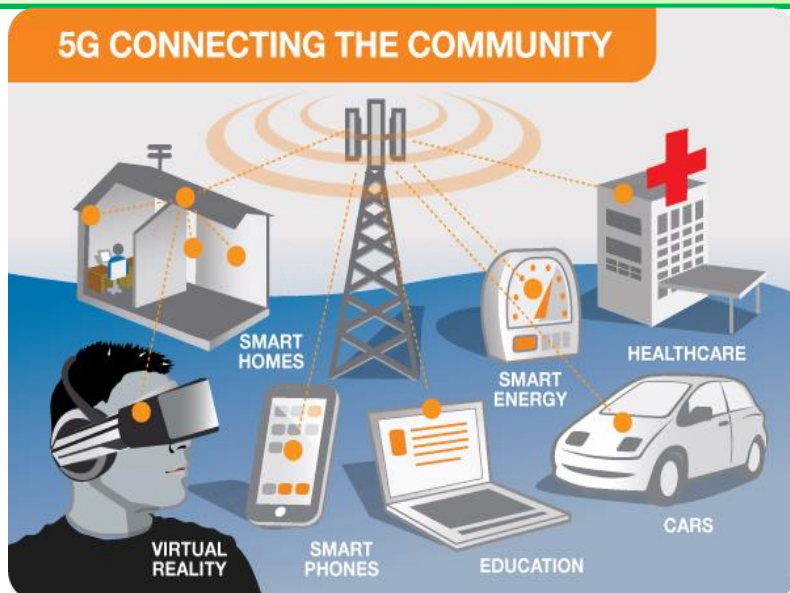 5G CONNECTING THE COMMUNITY
SMART
HOMES
SMART
ENERGY
HEALTHCARE
VIRTUAL
REALITY
SMART
PHONES
EDUCATION
CARS